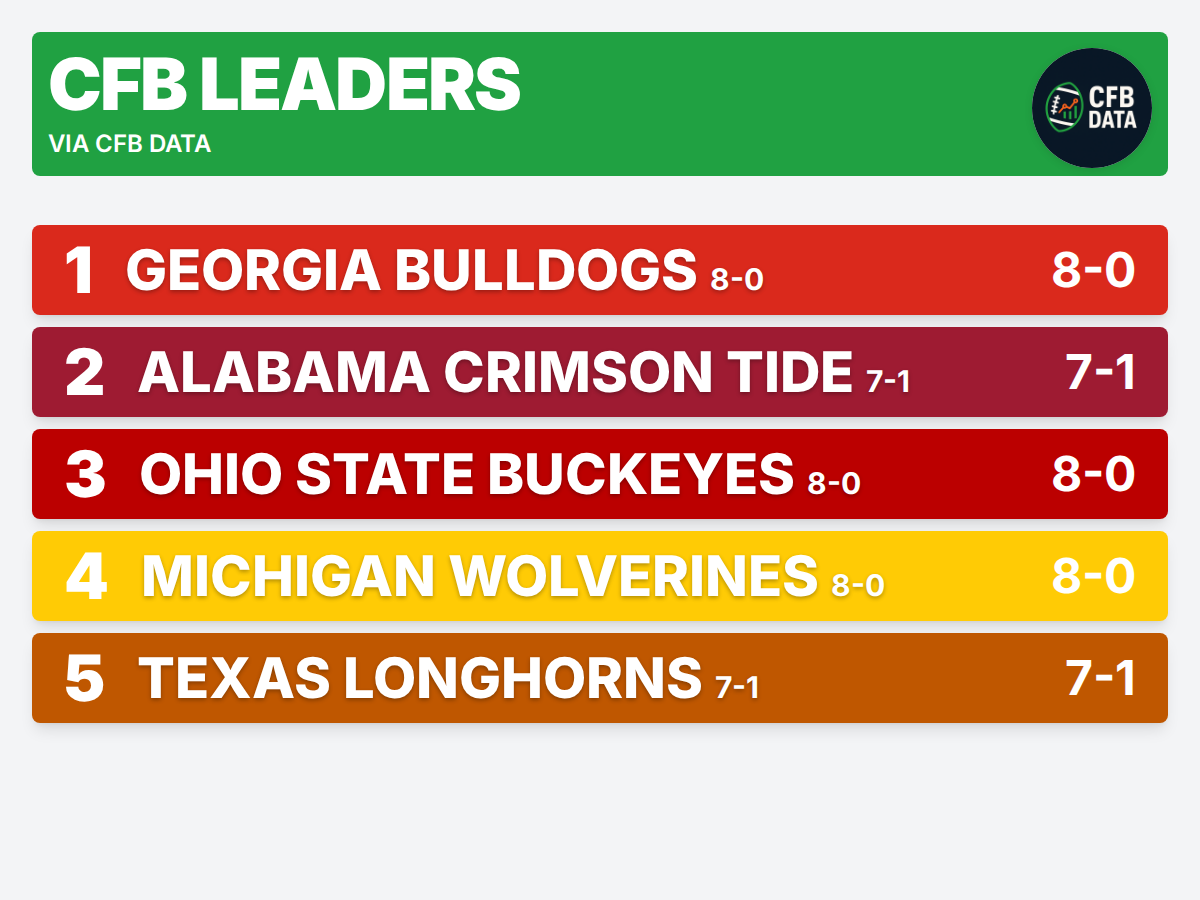 CFB LEADERS
VIA CFB DATA
CFB
DATA
1 GEORGIA BULLDOGS 8-0 8-0
2 ALABAMA CRIMSON TIDE 7-1 7-1
3 OHIO STATE BUCKEYES 8-0 8-0
4 MICHIGAN WOLVERINES 8-0 8-0
5 TEXAS LONGHORNS 7-1 7-1